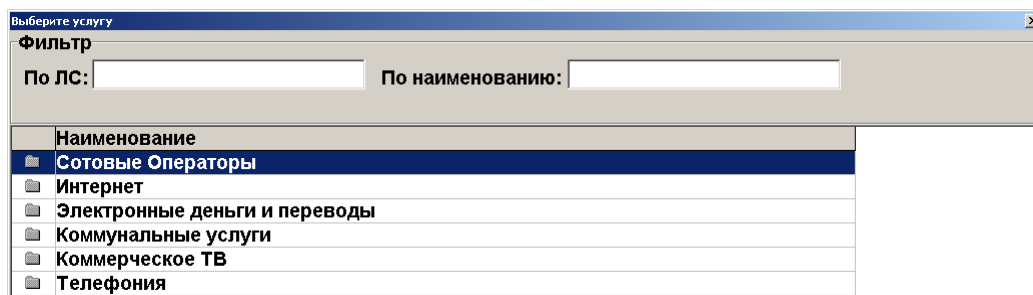 Выберите услугу
Фильтр
По ЛС: По наименованию:
Наименование
Сотовые Операторы
Интернет
Электронные деньги и переводы
Коммунальные услуги
Коммерческое ТВ
Телефония